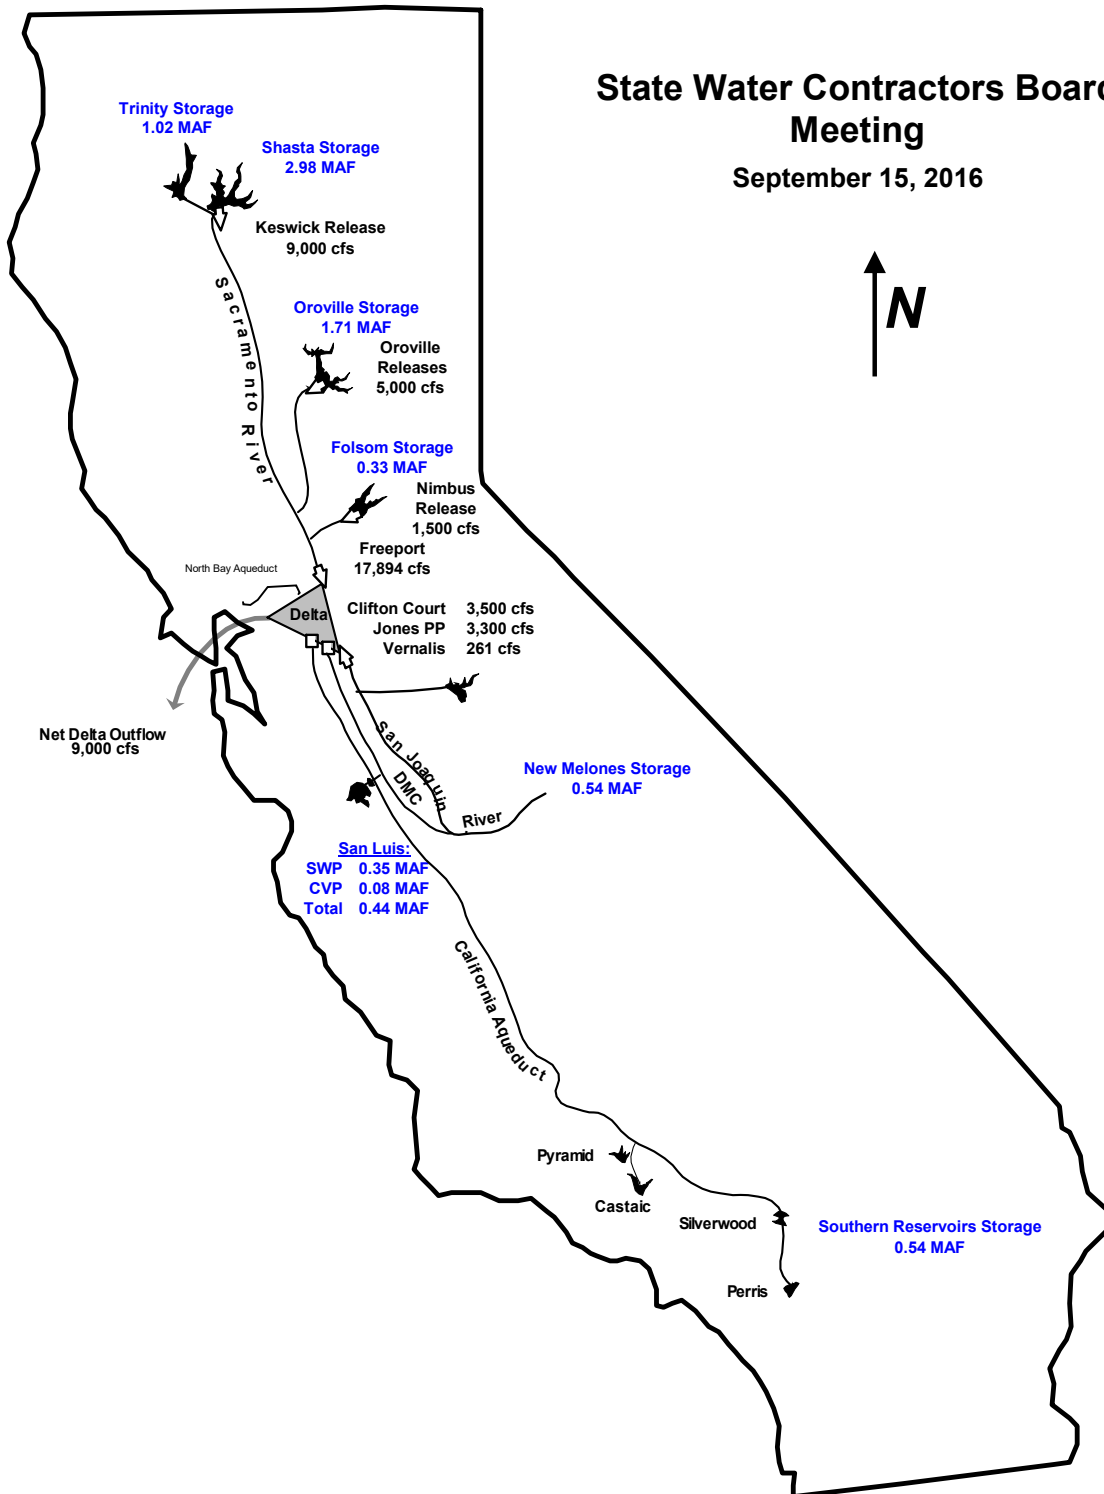 State Water Contractors Board
Meeting
September 15, 2016
N
Trinity Storage
1.02 MAF
Shasta Storage
2.98 MAF
Keswick Release
9,000 cfs
Sacramento River
Oroville Storage
1.71 MAF
Oroville
Releases
5,000 cfs
Folsom Storage
0.33 MAF
Nimbus
Release
1,500 cfs
Freeport
17,894 cfs
North Bay Aqueduct
Delta
Clifton Court 3,500 cfs
Jones PP 3,300 cfs
Vernalis 261 cfs
Net Delta Outflow
9,000 cfs
San Joaquin
River
DMC
New Melones Storage
0.54 MAF
San Luis:
SWP 0.35 MAF
CVP 0.08 MAF
Total 0.44 MAF
California Aqueduct
Pyramid
Castaic
Silverwood
Southern Reservoirs Storage
0.54 MAF
Perris